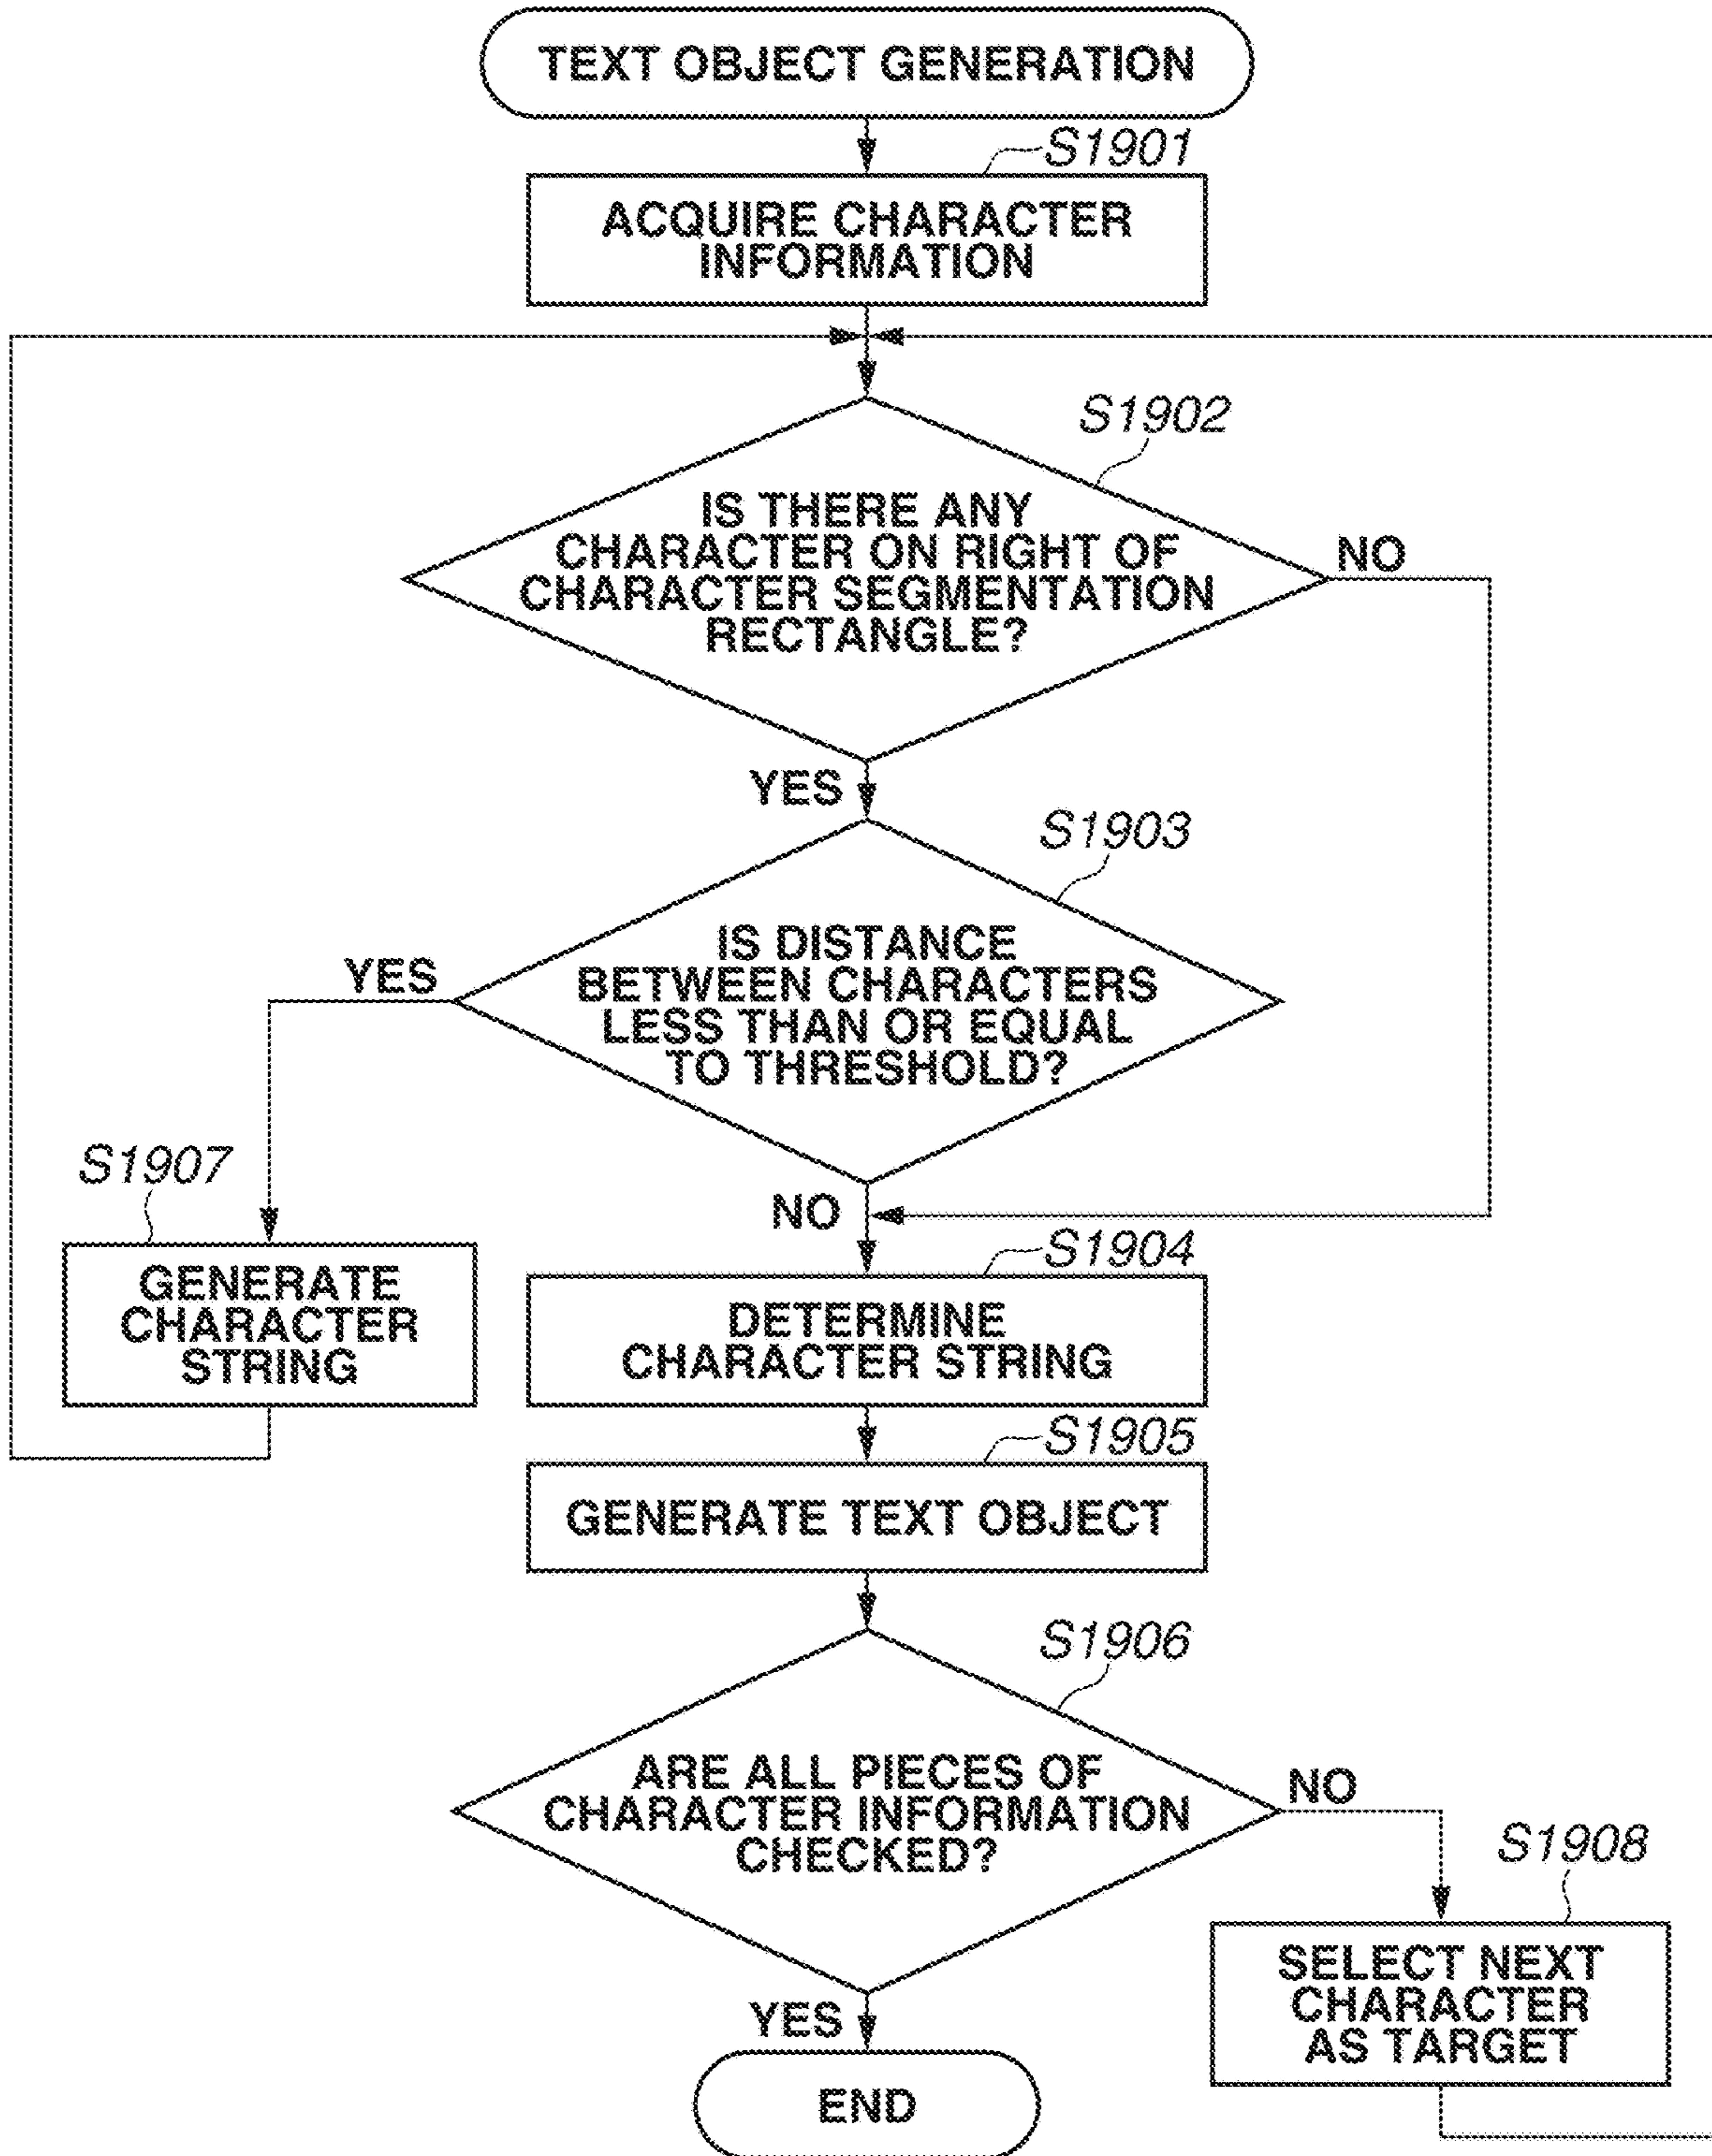 TEXT OBJECT GENERATION
S1901
ACQUIRE CHARACTER
INFORMATION
S1902
IS THERE ANY
CHARACTER ON RIGHT OF
CHARACTER SEGMENTATION
RECTANGLE?
NO
YES
S1903
IS DISTANCE
BETWEEN CHARACTERS
LESS THAN OR EQUAL
TO THRESHOLD?
YES
NO
S1907
GENERATE
CHARACTER
STRING
S1904
DETERMINE
CHARACTER STRING
S1905
GENERATE TEXT OBJECT
S1906
ARE ALL PIECES OF
CHARACTER INFORMATION
CHECKED?
NO
S1908
SELECT NEXT
CHARACTER
AS TARGET
YES
END